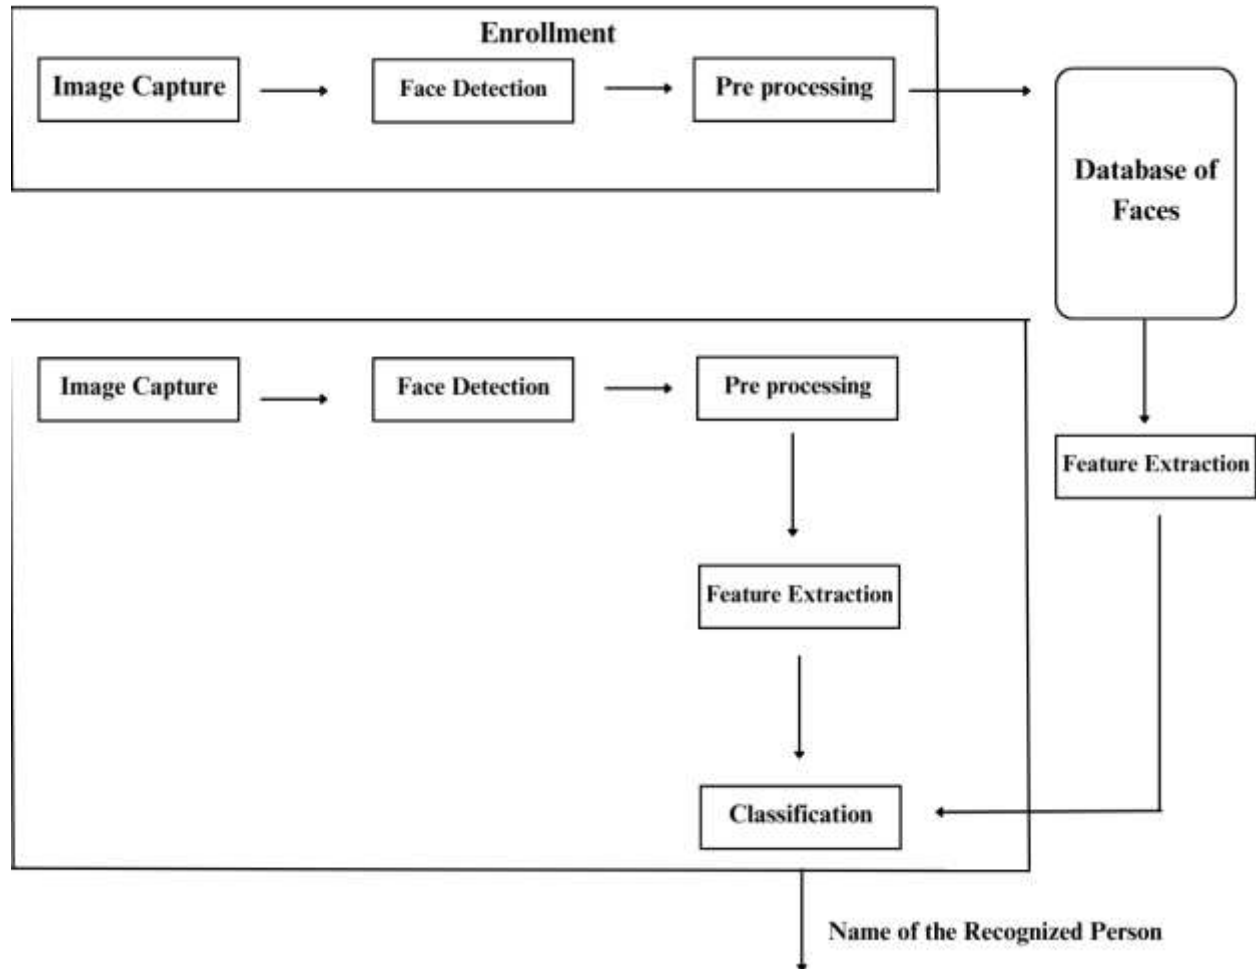 Enrollment
Image Capture
Face Detection
Pre processing
Database of
Faces
Image Capture
Face Detection
Pre processing
Feature Extraction
Feature Extraction
Classification
Name of the Recognized Person